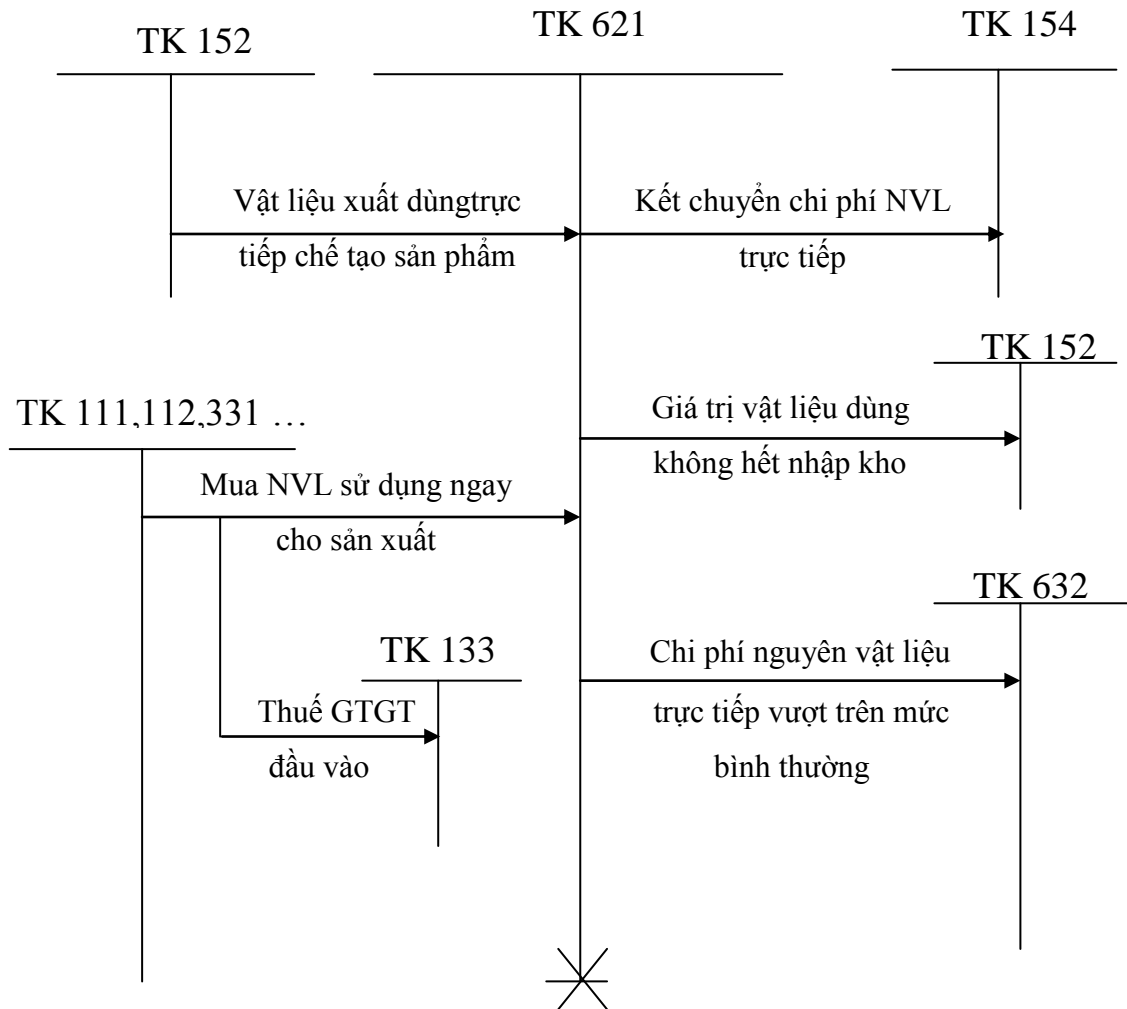 TK 152
TK 621
TK 154
Vật liệu xuất dùngtrực
tiếp chế tạo sản phẩm
Kết chuyển chi phí NVL
trực tiếp
TK 152
TK 111,112,331 …
Giá trị vật liệu dùng
không hết nhập kho
Mua NVL sử dụng ngay
cho sản xuất
TK 632
TK 133
Chi phí nguyên vật liệu
trực tiếp vượt trên mức
bình thường
Thuế GTGT
đầu vào